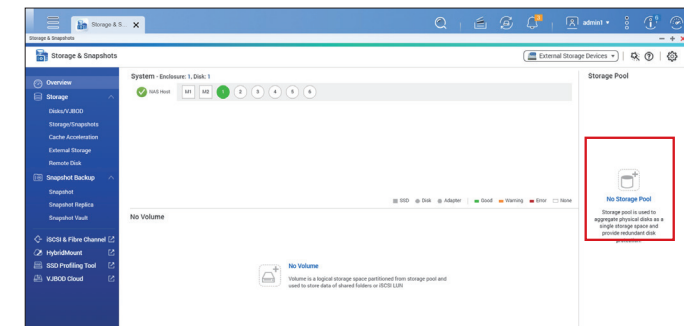 Storage & S...
admin1
Storage & Snapshots
Storage & Snapshots
External Storage Devices
Overview
Storage
Disks/VJBOD
Storage/Snapshots
Cache Acceleration
External Storage
Remote Disk
Snapshot Backup
Snapshot
Snapshot Replica
Snapshot Vault
iSCSI & Fibre Channel
HybridMount
SSD Profiling Tool
VJBOD Cloud
System - Enclosure: 1, Disk: 1
NAS Host M1 M2 1 2 3 4 5 6
SSD Disk Adapter Good Warning Error None
No Volume
No Volume
Volume is a logical storage space partitioned from storage pool and
used to store data of shared folders or iSCSI LUN
Storage Pool
No Storage Pool
Storage pool is used to
aggregate physical disks as a
single storage space and
provide redundant disk
protection